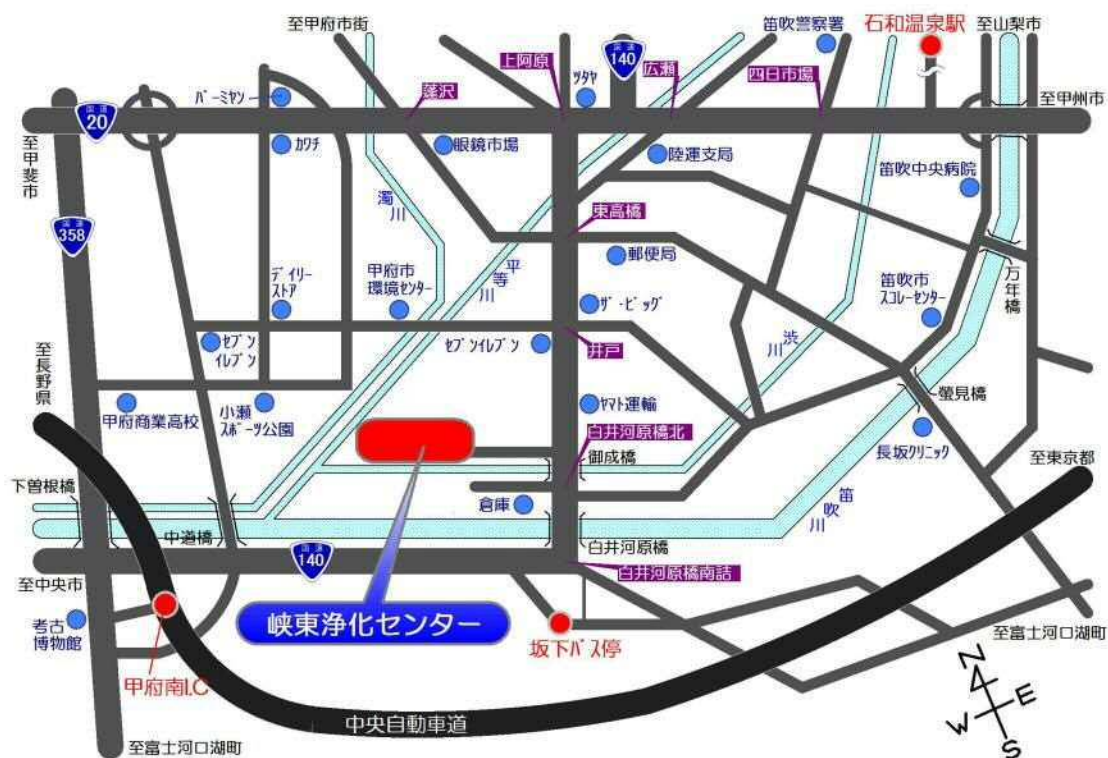 至甲府市街
上阿原
国道
140
ツタヤ
広瀬
笛吹警察署
四日市場
石和温泉駅
至山梨市
バーミヤン
蓬沢
国道
20
至甲州市
至甲斐市
カワチ
眼鏡市場
陸運支局
笛吹中央病院
濁川
東高橋
国道
358
平等川
郵便局
デイリー
ストア
甲府市
環境センター
ザ・ビッグ
笛吹市
スコレーセンター
万年橋
至長野県
セブン
イレブン
セブンイレブン
井戸
渋川
甲府商業高校
小瀬
スポーツ公園
ヤマト運輸
蛍見橋
白井河原橋北
長坂クリニック
御成橋
至東京都
下曽根橋
倉庫
笛吹川
中道橋
白井河原橋
国道
140
白井河原橋南詰
至中央市
考古
博物館
峡東浄化センター
坂下バス停
至富士河口湖町
甲府南I.C
中央自動車道
至富士河口湖町
N
E
W
S